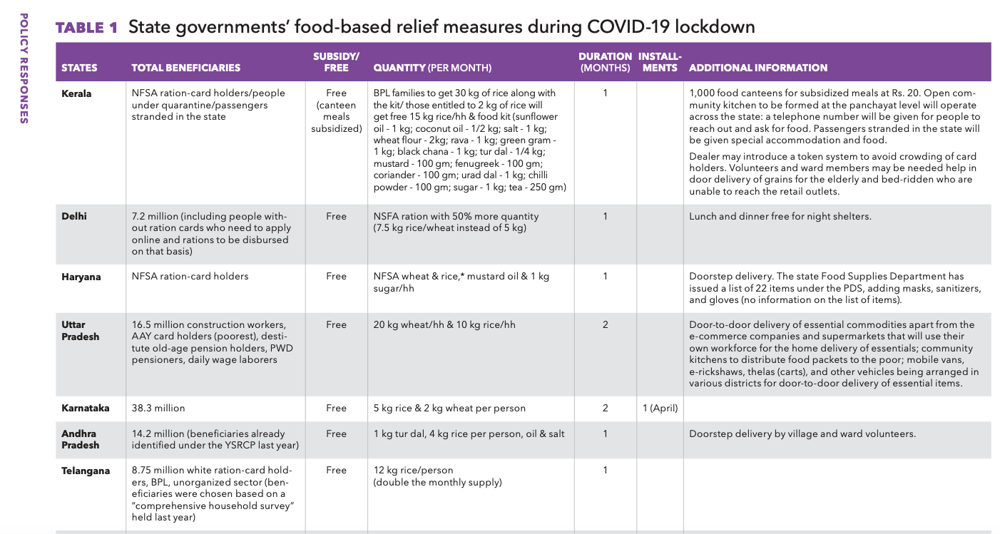 POLICY RESPONSES
TABLE 1 State governments’ food-based relief measures during COVID-19 lockdown
STATES
TOTAL BENEFICIARIES
SUBSIDY/
FREE
QUANTITY (PER MONTH)
DURATION
(MONTHS)
INSTALL-
MENTS
ADDITIONAL INFORMATION
Kerala
NFSA ration-card holders/people
under quarantine/passengers
stranded in the state
Free
(canteen
meals
subsidized)
BPL families to get 30 kg of rice along with
the kit/ those entitled to 2 kg of rice will
get free 15 kg rice/hh & food kit (sunflower
oil - 1 kg; coconut oil - 1/2 kg; salt - 1 kg;
wheat flour - 2kg; rava - 1 kg; green gram -
1 kg; black chana - 1 kg; tur dal - 1/4 kg;
mustard - 100 gm; fenugreek - 100 gm;
coriander - 100 gm; urad dal - 1 kg; chilli
powder - 100 gm; sugar - 1 kg; tea - 250 gm)
1
1,000 food canteens for subsidized meals at Rs. 20. Open com-
munity kitchen to be formed at the panchayat level will operate
across the state: a telephone number will be given for people to
reach out and ask for food. Passengers stranded in the state will
be given special accommodation and food.
Dealer may introduce a token system to avoid crowding of card
holders. Volunteers and ward members may be needed help in
door delivery of grains for the elderly and bed-ridden who are
unable to reach the retail outlets.
Delhi
7.2 million (including people with-
out ration cards who need to apply
online and rations to be disbursed
on that basis)
Free
NSFA ration with 50% more quantity
(7.5 kg rice/wheat instead of 5 kg)
1
Lunch and dinner free for night shelters.
Haryana
NFSA ration-card holders
Free
NFSA wheat & rice,* mustard oil & 1 kg
sugar/hh
1
Doorstep delivery. The state Food Supplies Department has
issued a list of 22 items under the PDS, adding masks, sanitizers,
and gloves (no information on the list of items).
Uttar
Pradesh
16.5 million construction workers,
AAY card holders (poorest), desti-
tute old-age pension holders, PWD
pensioners, daily wage laborers
Free
20 kg wheat/hh & 10 kg rice/hh
2
Door-to-door delivery of essential commodities apart from the
e-commerce companies and supermarkets that will use their
own workforce for the home delivery of essentials; community
kitchens to distribute food packets to the poor; mobile vans,
e-rickshaws, thelas (carts), and other vehicles being arranged in
various districts for door-to-door delivery of essential items.
Karnataka
38.3 million
Free
5 kg rice & 2 kg wheat per person
2
1 (April)
Andhra
Pradesh
14.2 million (beneficiaries already
identified under the YSRCP last year)
Free
1 kg tur dal, 4 kg rice per person, oil & salt
1
Doorstep delivery by village and ward volunteers.
Telangana
8.75 million white ration-card hold-
ers, BPL, unorganized sector (ben-
eficiaries were chosen based on a
“comprehensive household survey”
held last year)
Free
12 kg rice/person
(double the monthly supply)
1